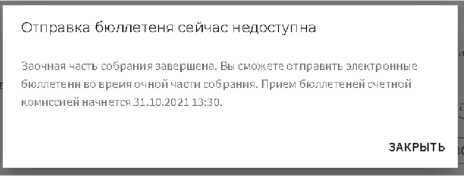 Отправка бюллетеня сейчас недоступна
Заочная часть собрания завершена. Вы сможете отправить электронные
бюллетени во время очной части собрания. Прием бюллетеней счетной
комиссией начнется 31.10.2021 13:30.
ЗАКРЫТЬ